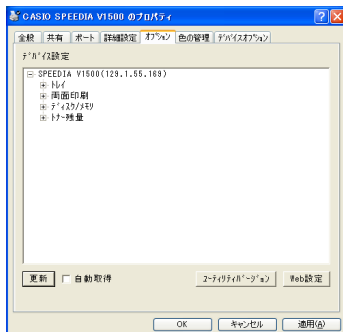 CASIO SPEEDIA V1500 のプロパティ
全般 共有 ポート 詳細設定 ｵﾌﾟｼｮﾝ 色の管理 ﾃﾞﾊﾞｲｽｵﾌﾟｼｮﾝ
ﾃﾞﾊﾞｲｽ設定
SPEEDIA V1500(129.1.55.169)
ﾄﾚｲ
両面印刷
ﾃﾞｨｽｸ/ﾒﾓﾘ
ﾄﾅｰ残量
更新 自動取得 ﾕｰﾃｨﾘﾃｨﾊﾞｰｼﾞｮﾝ Web設定
OK キャンセル 適用(A)